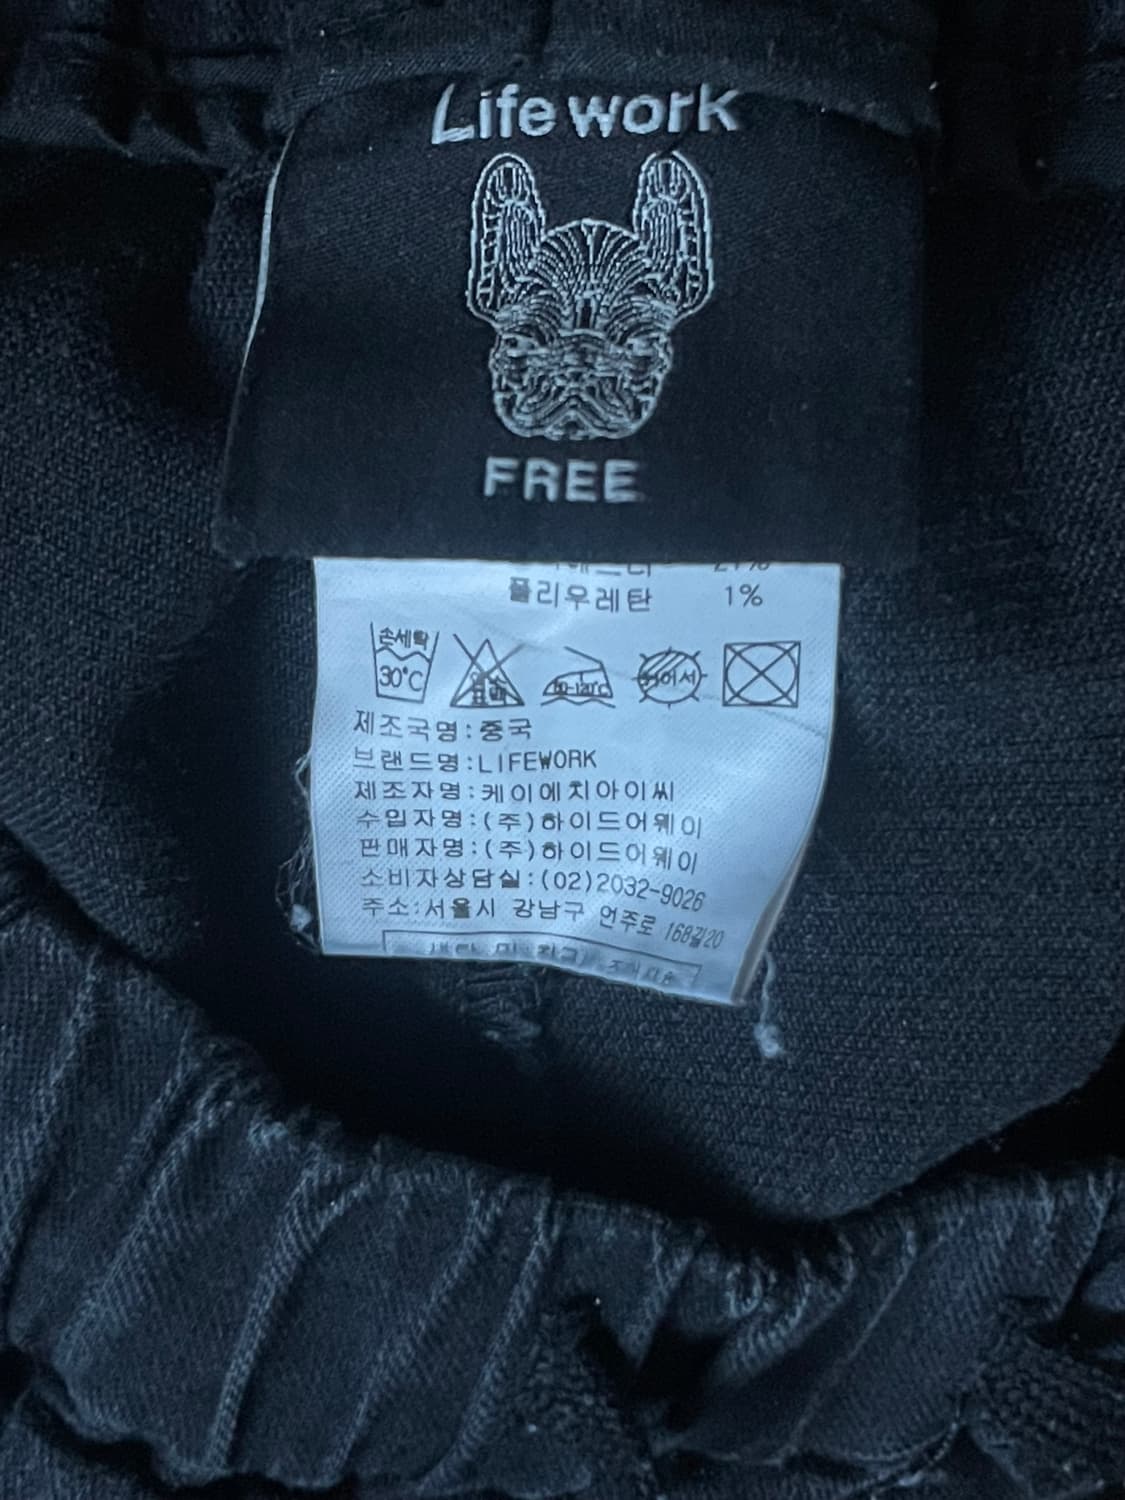 Life work
FREE
폴리우레탄 1%
손세탁
30°C
80-120°C
제조국명:중국
브랜드명:LIFEWORK
제조자명:케이에치아이씨
수입자명:(주)하이드어웨이
판매자명:(주)하이드어웨이
소비자상담실:(02)2032-9026
주소:서울시 강남구 언주로 168길20